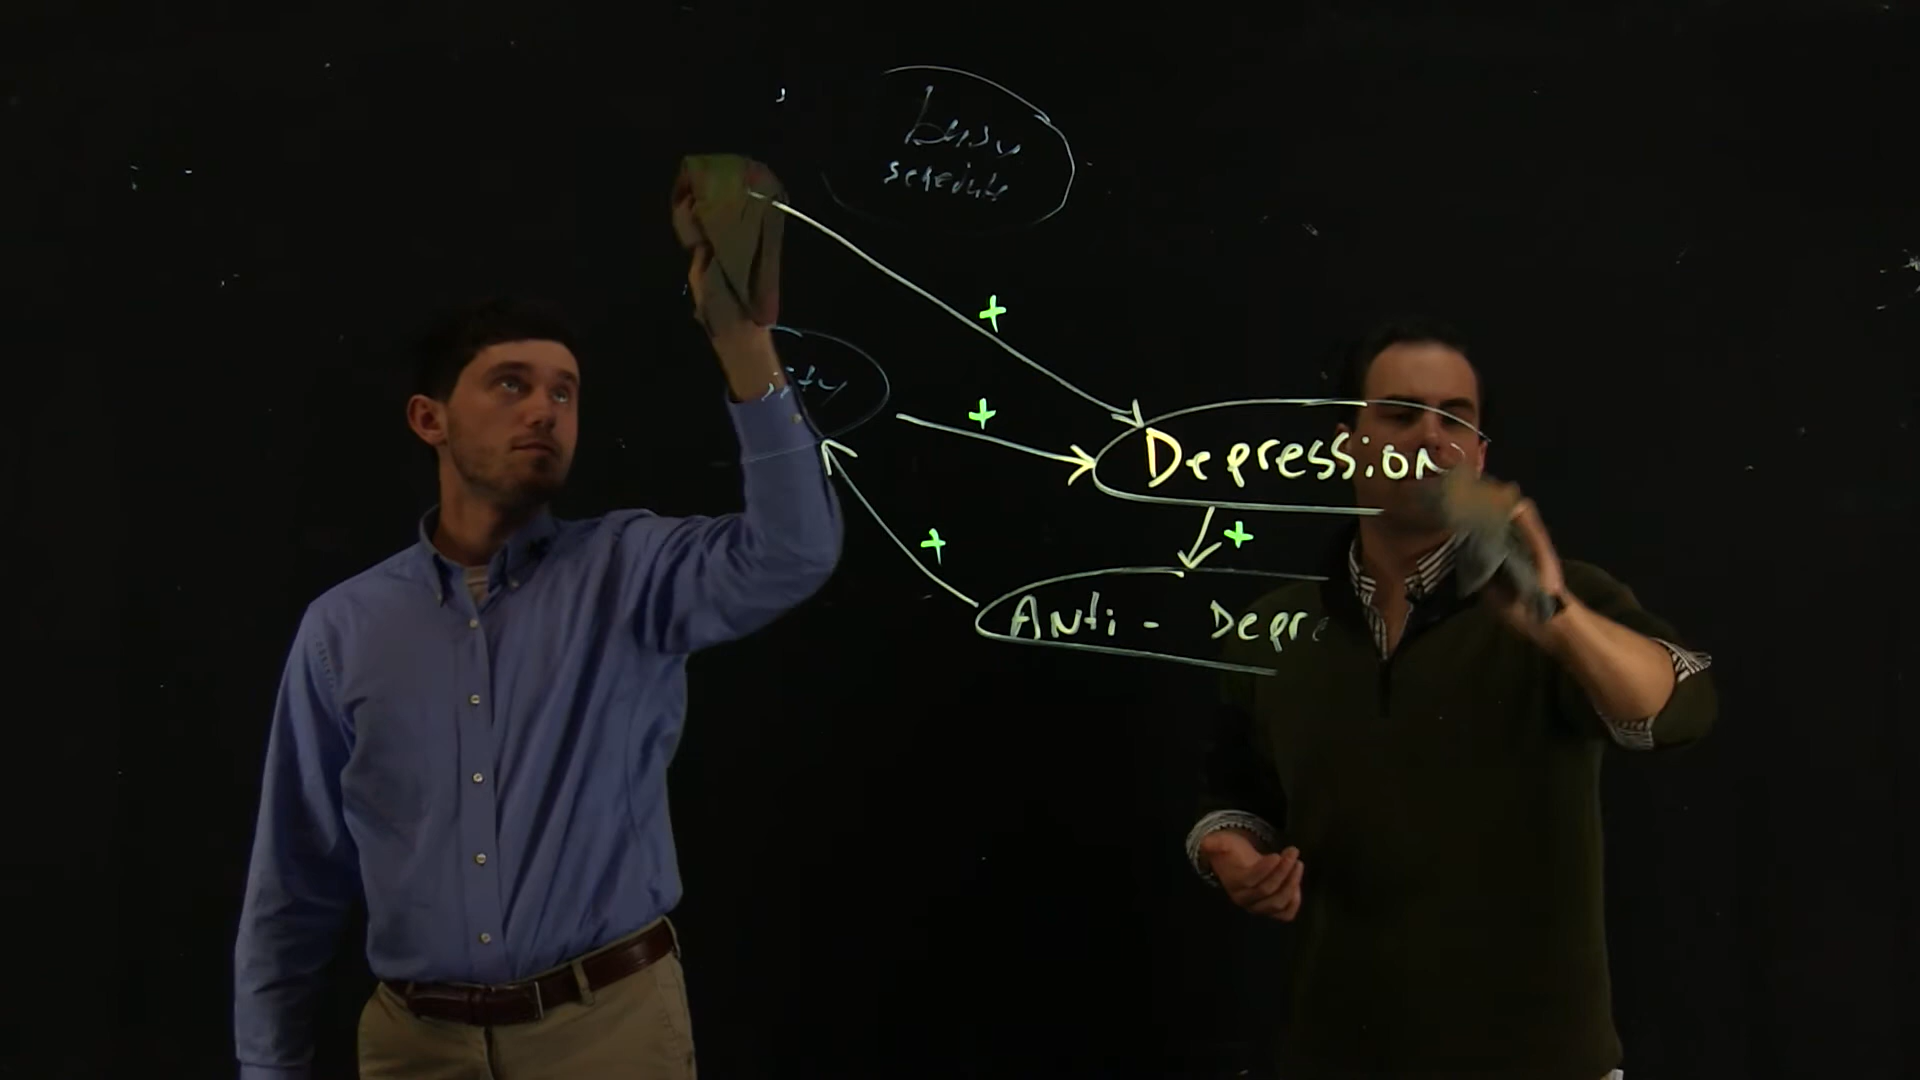 busy
schedule
+
+
Depression
+
+
Anti - Depre